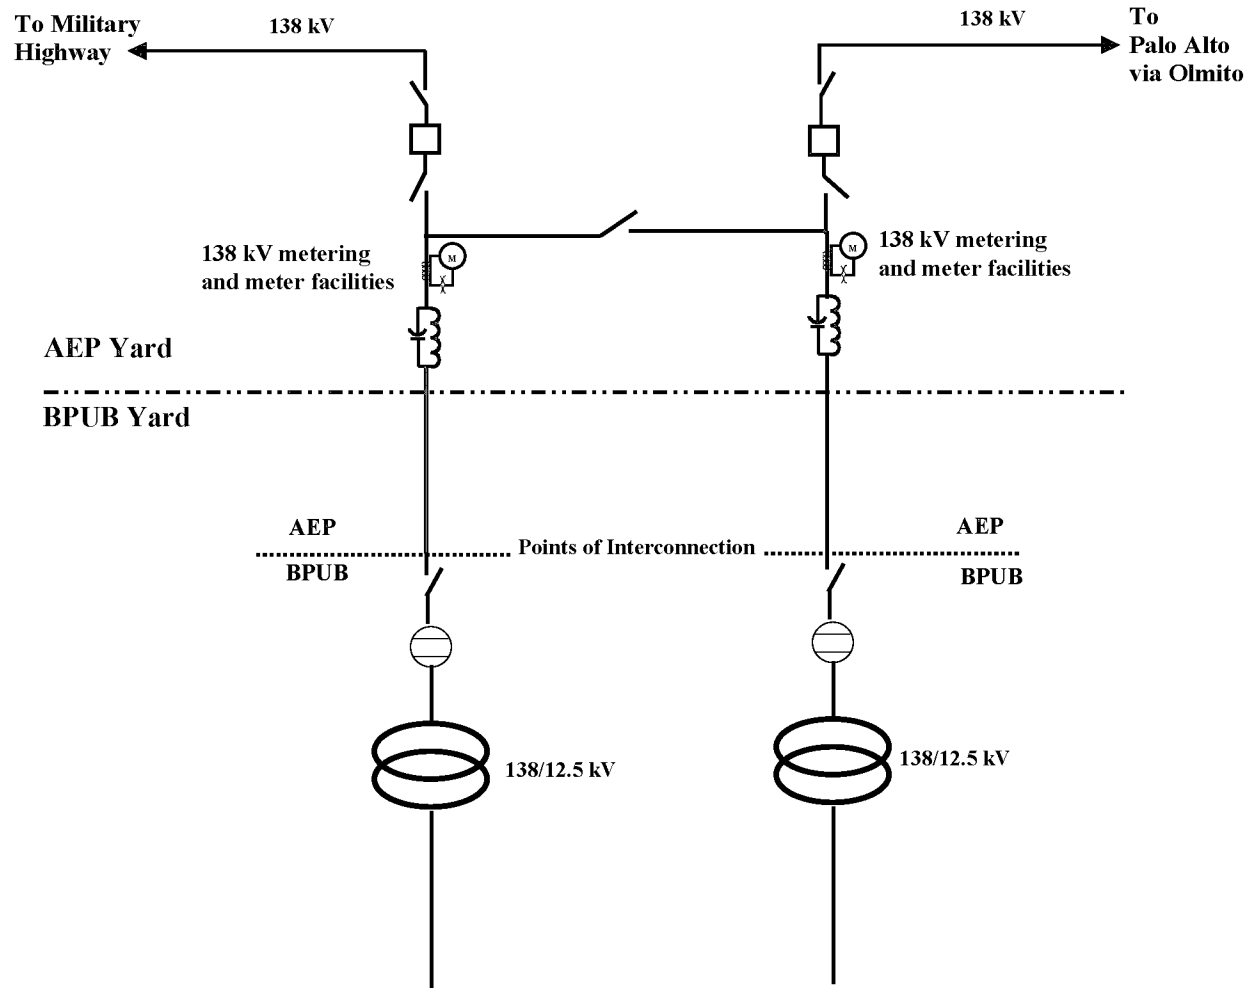 To Military
Highway
138 kV
138 kV
To
Palo Alto
via Olmito
138 kV metering
and meter facilities
M
M
138 kV metering
and meter facilities
AEP Yard
BPUB Yard
AEP
AEP
Points of Interconnection
BPUB
BPUB
138/12.5 kV
138/12.5 kV